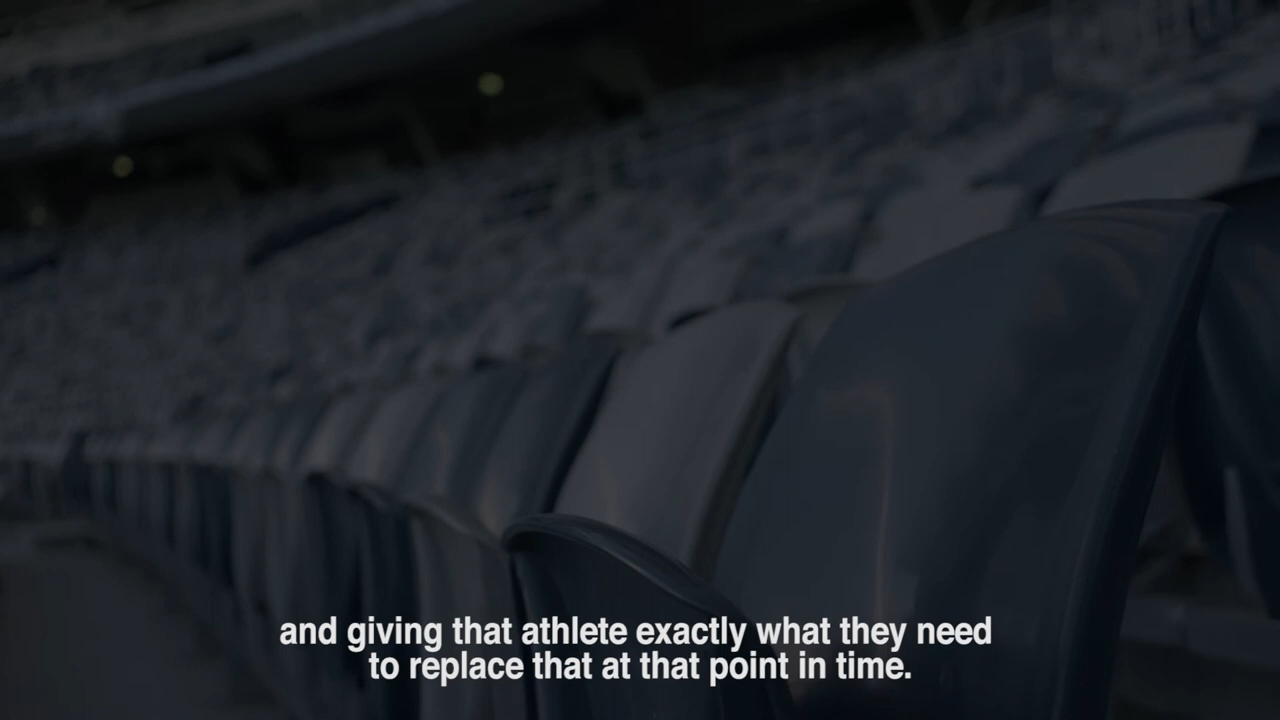 and giving that athlete exactly what they need
to replace that at that point in time.